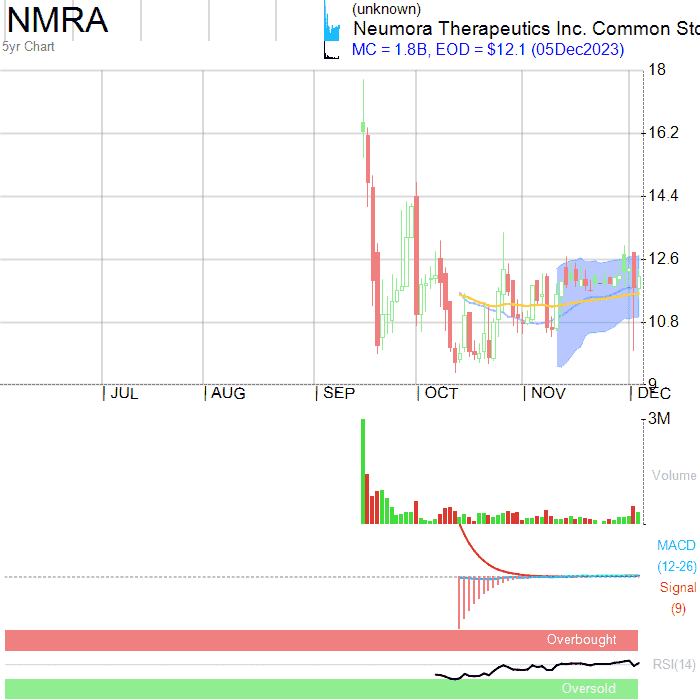 NMRA
(unknown)
Neumora Therapeutics Inc. Common Sto
5yr Chart
MC = 1.8B, EOD = $12.1 (05Dec2023)
18
16.2
14.4
12.6
10.8
9
JUL
AUG
SEP
OCT
NOV
DEC
3M
Volume
MACD
(12-26)
Signal
(9)
Overbought
RSI(14)
Oversold